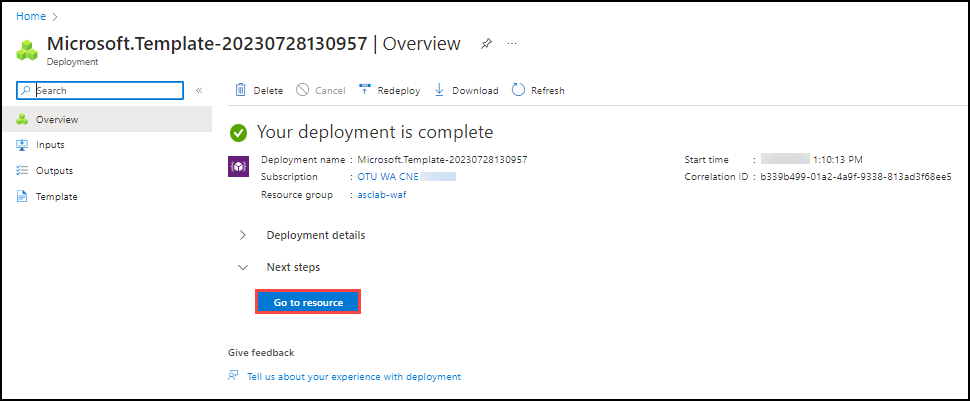 Home >
Microsoft.Template-20230728130957 | Overview ...
Deployment
Search «
Delete Cancel Redeploy Download Refresh
Overview
Inputs
Outputs
Template
Your deployment is complete
Deployment name : Microsoft.Template-20230728130957
Subscription : OTU WA CNE
Resource group : asclab-waf
Start time : 1:10:13 PM
Correlation ID : b339b499-01a2-4a9f-9338-813ad3f68ee5
Deployment details
Next steps
Go to resource
Give feedback
Tell us about your experience with deployment